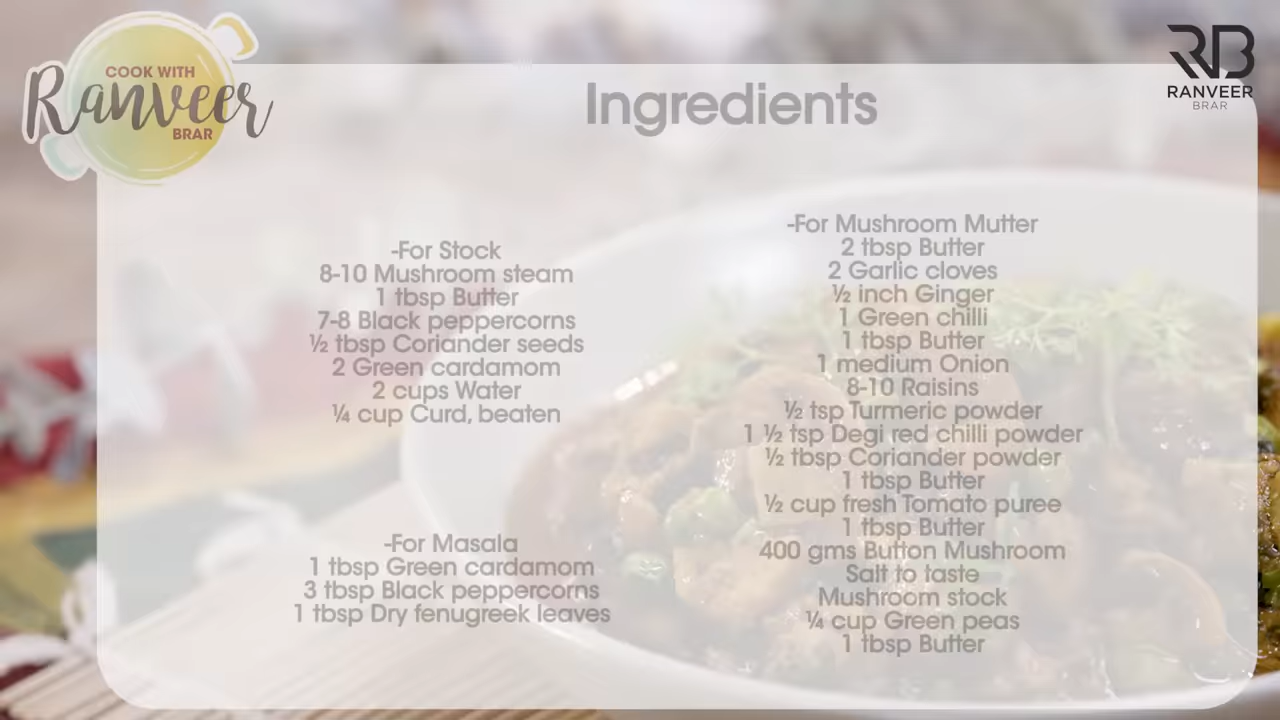 COOK WITH
Ranveer
BRAR
RB
RANVEER
BRAR
Ingredients
-For Stock
8-10 Mushroom steam
1 tbsp Butter
7-8 Black peppercorns
½ tbsp Coriander seeds
2 Green cardamom
2 cups Water
¼ cup Curd, beaten
-For Masala
1 tbsp Green cardamom
3 tbsp Black peppercorns
1 tbsp Dry fenugreek leaves
-For Mushroom Mutter
2 tbsp Butter
2 Garlic cloves
½ inch Ginger
1 Green chilli
1 tbsp Butter
1 medium Onion
8-10 Raisins
½ tsp Turmeric powder
1 ½ tsp Degi red chilli powder
½ tbsp Coriander powder
1 tbsp Butter
½ cup fresh Tomato puree
1 tbsp Butter
400 gms Button Mushroom
Salt to taste
Mushroom stock
¼ cup Green peas
1 tbsp Butter